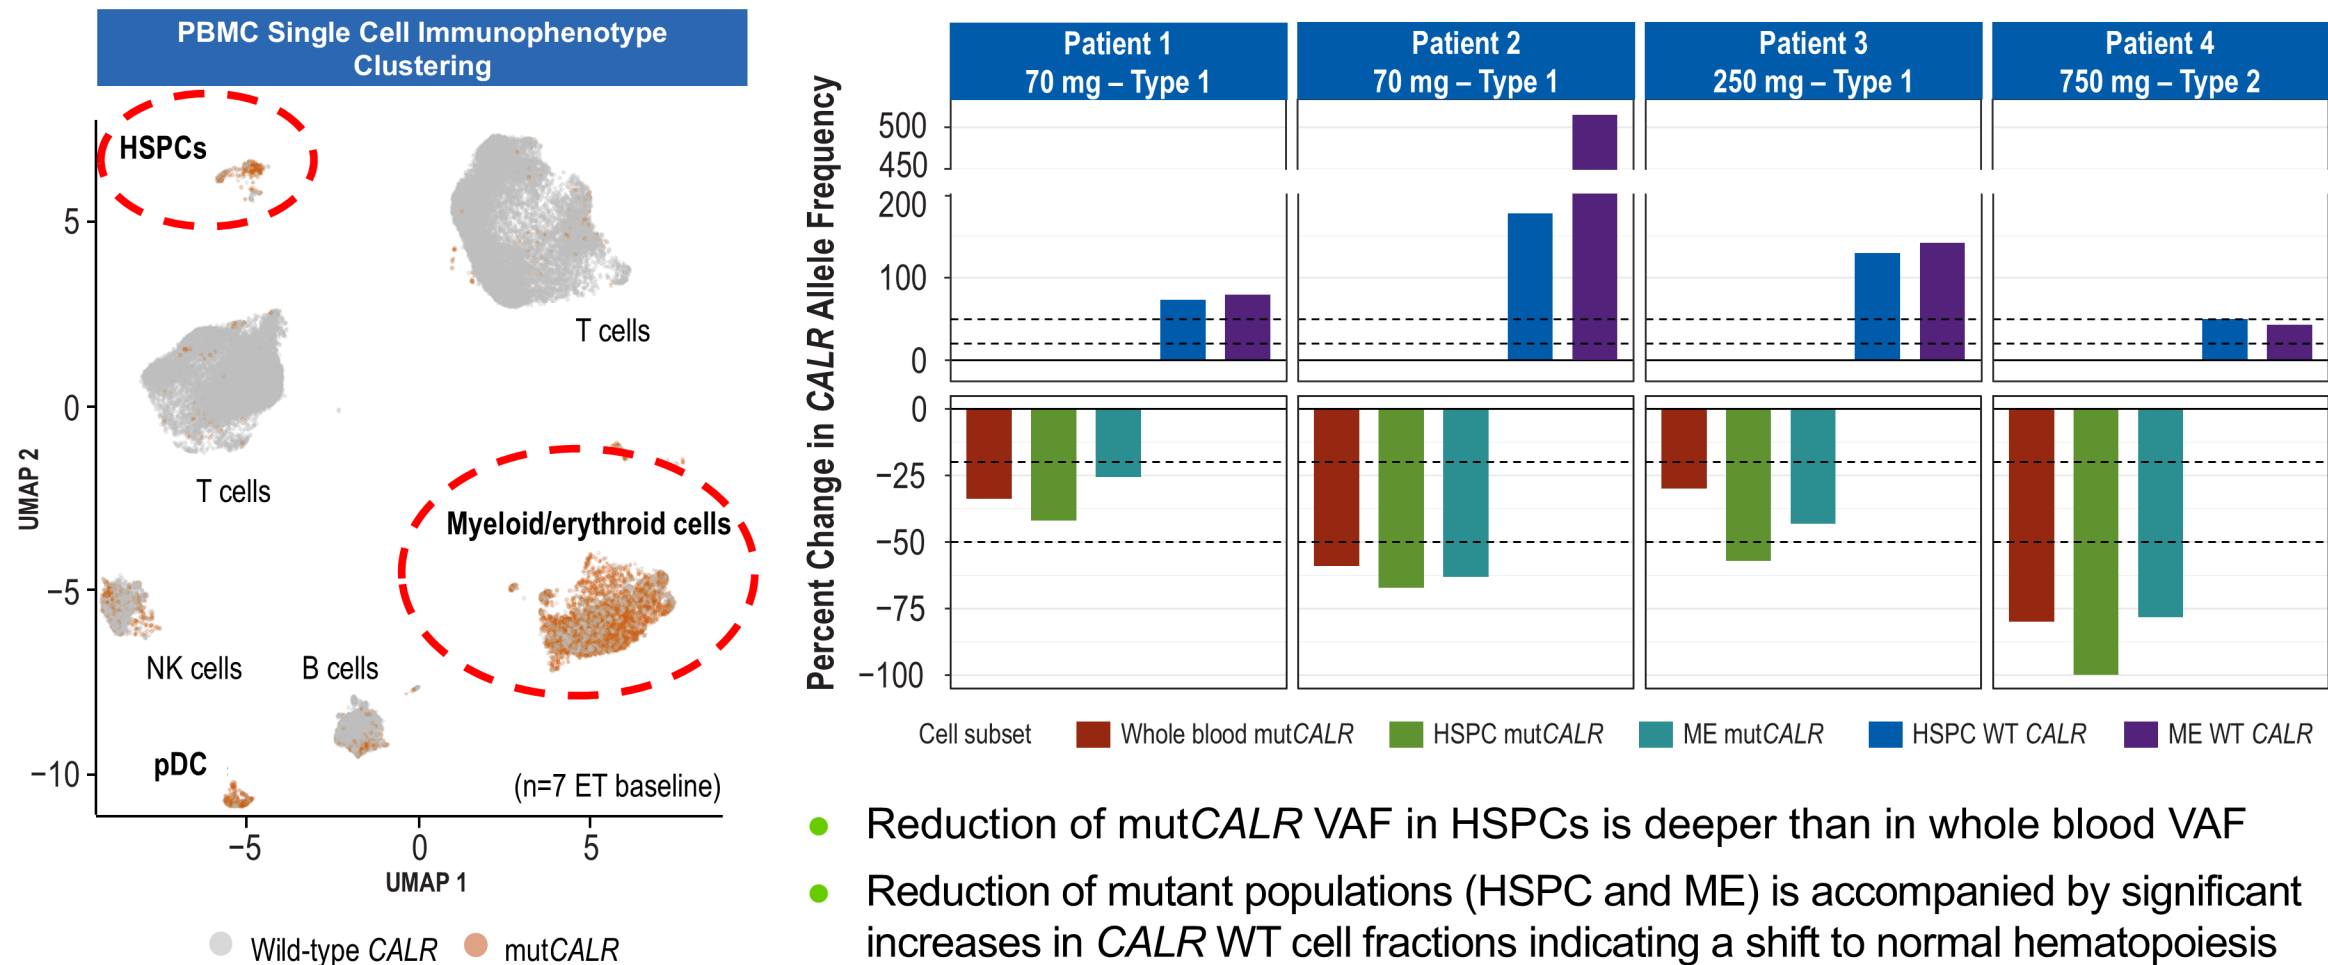 PBMC Single Cell Immunophenotype
Clustering
HSPCs
T cells
T cells
Myeloid/erythroid cells
NK cells
B cells
pDC
(n=7 ET baseline)
UMAP 2
5
0
−5
−10
−5
0
5
UMAP 1
Wild-type CALR
mutCALR
Percent Change in CALR Allele Frequency
Patient 1
70 mg – Type 1
Patient 2
70 mg – Type 1
Patient 3
250 mg – Type 1
Patient 4
750 mg – Type 2
500
450
200
100
0
0
−25
−50
−75
−100
Cell subset
Whole blood mutCALR
HSPC mutCALR
ME mutCALR
HSPC WT CALR
ME WT CALR
● Reduction of mutCALR VAF in HSPCs is deeper than in whole blood VAF
● Reduction of mutant populations (HSPC and ME) is accompanied by significant
increases in CALR WT cell fractions indicating a shift to normal hematopoiesis